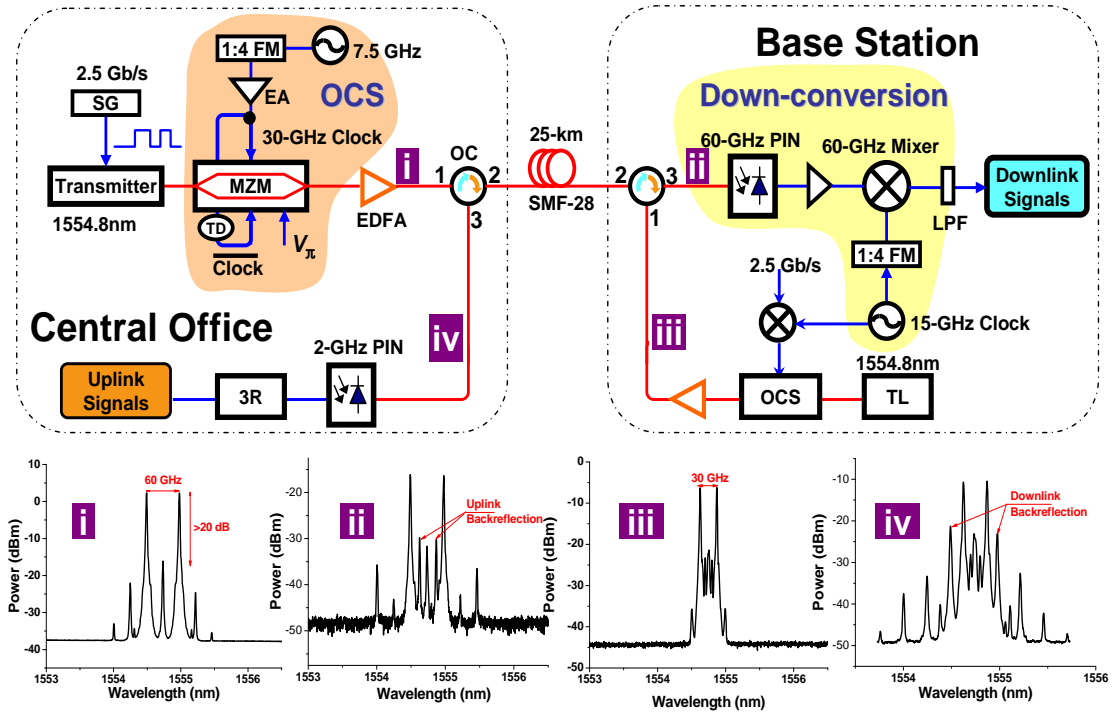 Base Station
Down-conversion
OCS
2.5 Gb/s
SG
Transmitter
1554.8nm
1:4 FM
7.5 GHz
EA
30-GHz Clock
MZM
TD
Clock
Vπ
EDFA
i
OC
1
2
3
25-km
SMF-28
2
3
1
ii
60-GHz PIN
60-GHz Mixer
LPF
Downlink
Signals
1:4 FM
2.5 Gb/s
15-GHz Clock
1554.8nm
OCS
TL
iii
Central Office
iv
2-GHz PIN
Uplink
Signals
3R
10
0
-10
-20
-30
-40
Power (dBm)
60 GHz
>20 dB
i
1553
1554
1555
1556
Wavelength (nm)
-20
-30
-40
-50
Power (dBm)
ii
Uplink
Backreflection
1553
1554
1555
1556
Wavelength (nm)
0
-10
-20
-30
-40
-50
Power (dBm)
30 GHz
iii
1553
1554
1555
1556
Wavelength (nm)
-10
-20
-30
-40
-50
Power (dBm)
Downlink
Backreflection
iv
1554
1555
1556
Wavelength (nm)